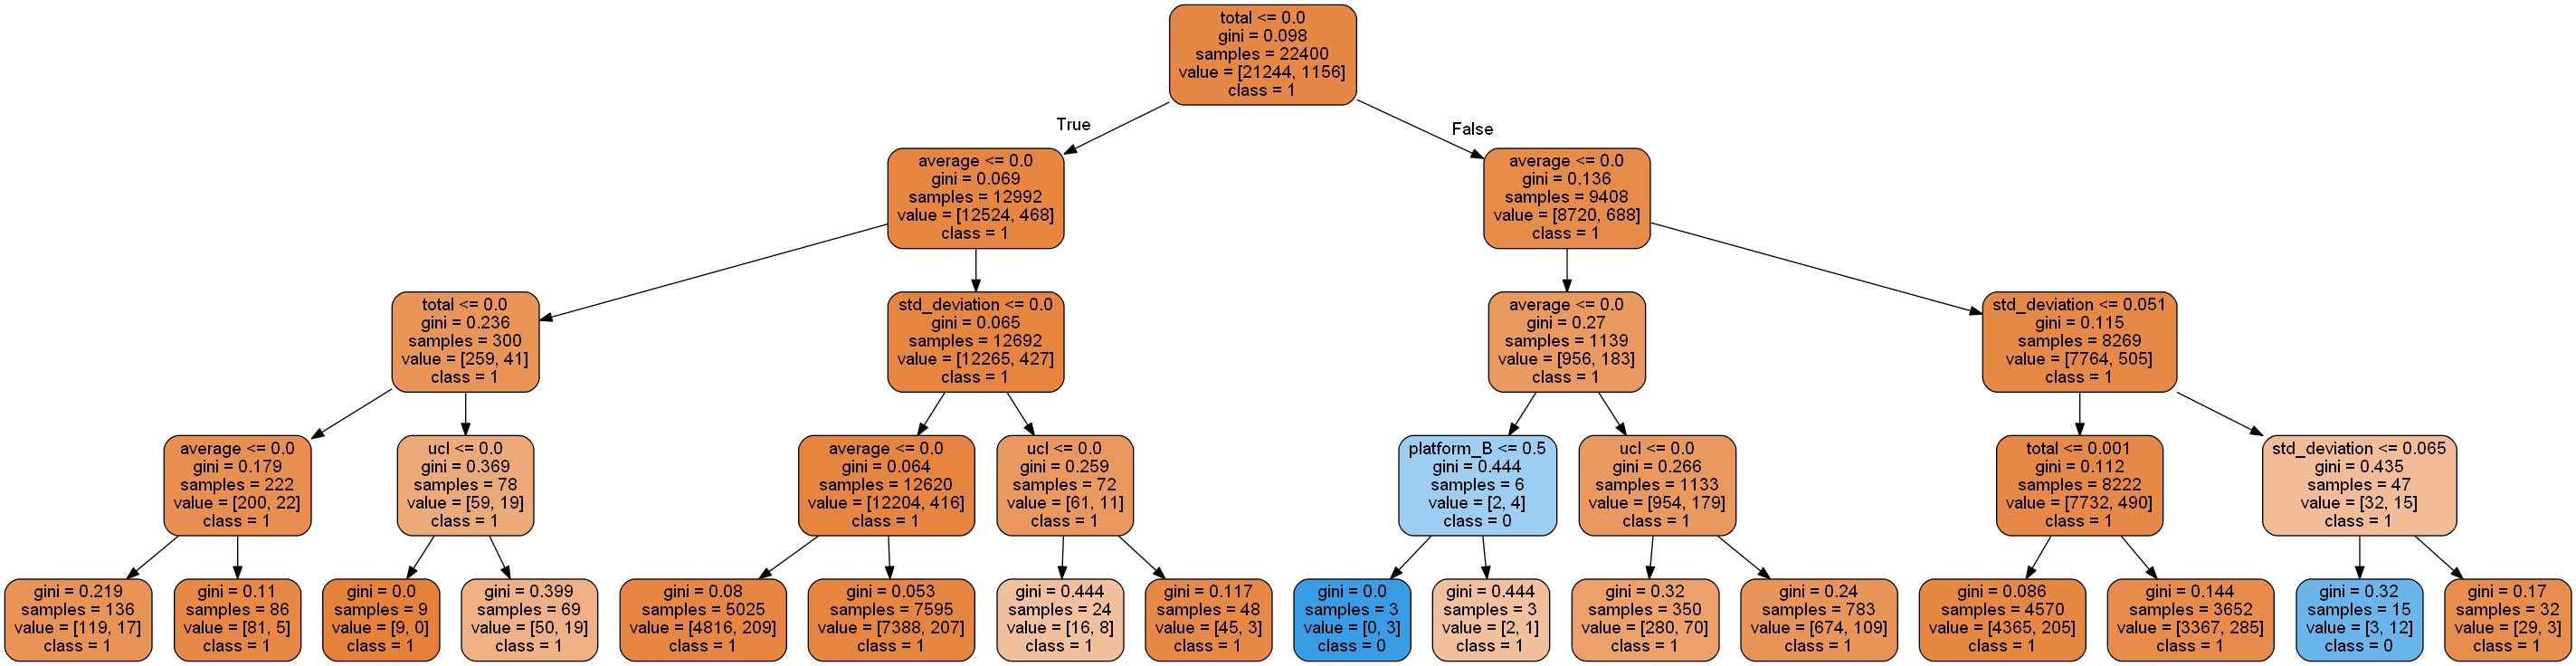 total <= 0.0
gini = 0.098
samples = 22400
value = [21244, 1156]
class = 1
True
False
average <= 0.0
gini = 0.069
samples = 12992
value = [12524, 468]
class = 1
average <= 0.0
gini = 0.136
samples = 9408
value = [8720, 688]
class = 1
total <= 0.0
gini = 0.236
samples = 300
value = [259, 41]
class = 1
std_deviation <= 0.0
gini = 0.065
samples = 12692
value = [12265, 427]
class = 1
average <= 0.0
gini = 0.27
samples = 1139
value = [956, 183]
class = 1
std_deviation <= 0.051
gini = 0.115
samples = 8269
value = [7764, 505]
class = 1
average <= 0.0
gini = 0.179
samples = 222
value = [200, 22]
class = 1
ucl <= 0.0
gini = 0.369
samples = 78
value = [59, 19]
class = 1
average <= 0.0
gini = 0.064
samples = 12620
value = [12204, 416]
class = 1
ucl <= 0.0
gini = 0.259
samples = 72
value = [61, 11]
class = 1
platform_B <= 0.5
gini = 0.444
samples = 6
value = [2, 4]
class = 0
ucl <= 0.0
gini = 0.266
samples = 1133
value = [954, 179]
class = 1
total <= 0.001
gini = 0.112
samples = 8222
value = [7732, 490]
class = 1
std_deviation <= 0.065
gini = 0.435
samples = 47
value = [32, 15]
class = 1
gini = 0.219
samples = 136
value = [119, 17]
class = 1
gini = 0.11
samples = 86
value = [81, 5]
class = 1
gini = 0.0
samples = 9
value = [9, 0]
class = 1
gini = 0.399
samples = 69
value = [50, 19]
class = 1
gini = 0.08
samples = 5025
value = [4816, 209]
class = 1
gini = 0.053
samples = 7595
value = [7388, 207]
class = 1
gini = 0.444
samples = 24
value = [16, 8]
class = 1
gini = 0.117
samples = 48
value = [45, 3]
class = 1
gini = 0.0
samples = 3
value = [0, 3]
class = 0
gini = 0.444
samples = 3
value = [2, 1]
class = 1
gini = 0.32
samples = 350
value = [280, 70]
class = 1
gini = 0.24
samples = 783
value = [674, 109]
class = 1
gini = 0.086
samples = 4570
value = [4365, 205]
class = 1
gini = 0.144
samples = 3652
value = [3367, 285]
class = 1
gini = 0.32
samples = 15
value = [3, 12]
class = 0
gini = 0.17
samples = 32
value = [29, 3]
class = 1